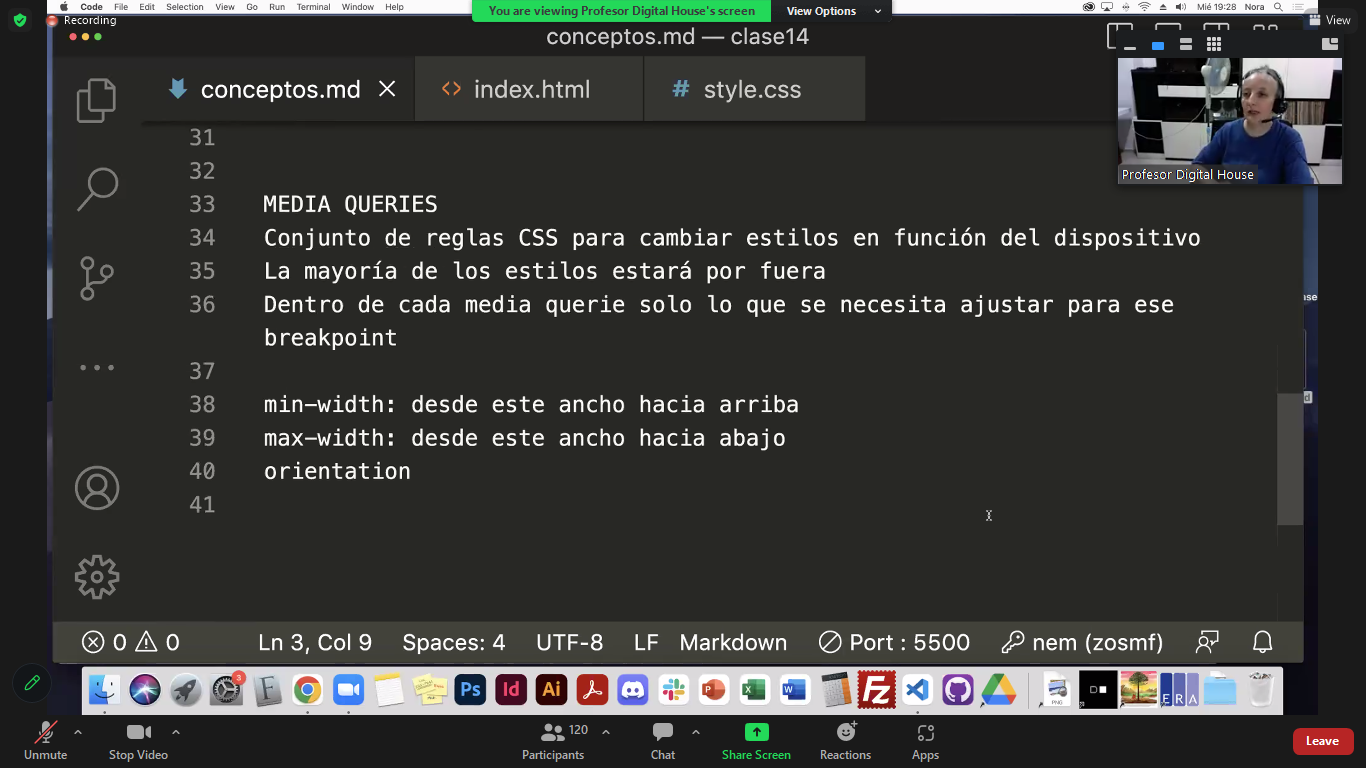 Code File Edit Selection View Go Run Terminal Window Help
You are viewing Profesor Digital House's screen
View Options
Mié 19:28 Nora
View
Recording
conceptos.md — clase14
conceptos.md
index.html
# style.css
Profesor Digital House
31
32
33 MEDIA QUERIES
34 Conjunto de reglas CSS para cambiar estilos en función del dispositivo
35 La mayoría de los estilos estará por fuera
36 Dentro de cada media querie solo lo que se necesita ajustar para ese
breakpoint
37
38 min-width: desde este ancho hacia arriba
39 max-width: desde este ancho hacia abajo
40 orientation
41
0 0 Ln 3, Col 9 Spaces: 4 UTF-8 LF Markdown Port : 5500 nem (zosmf)
3
Ps Id Ai
PNG
ERA
Unmute
Stop Video
Participants 120
Chat
Share Screen
Reactions
Apps
Leave